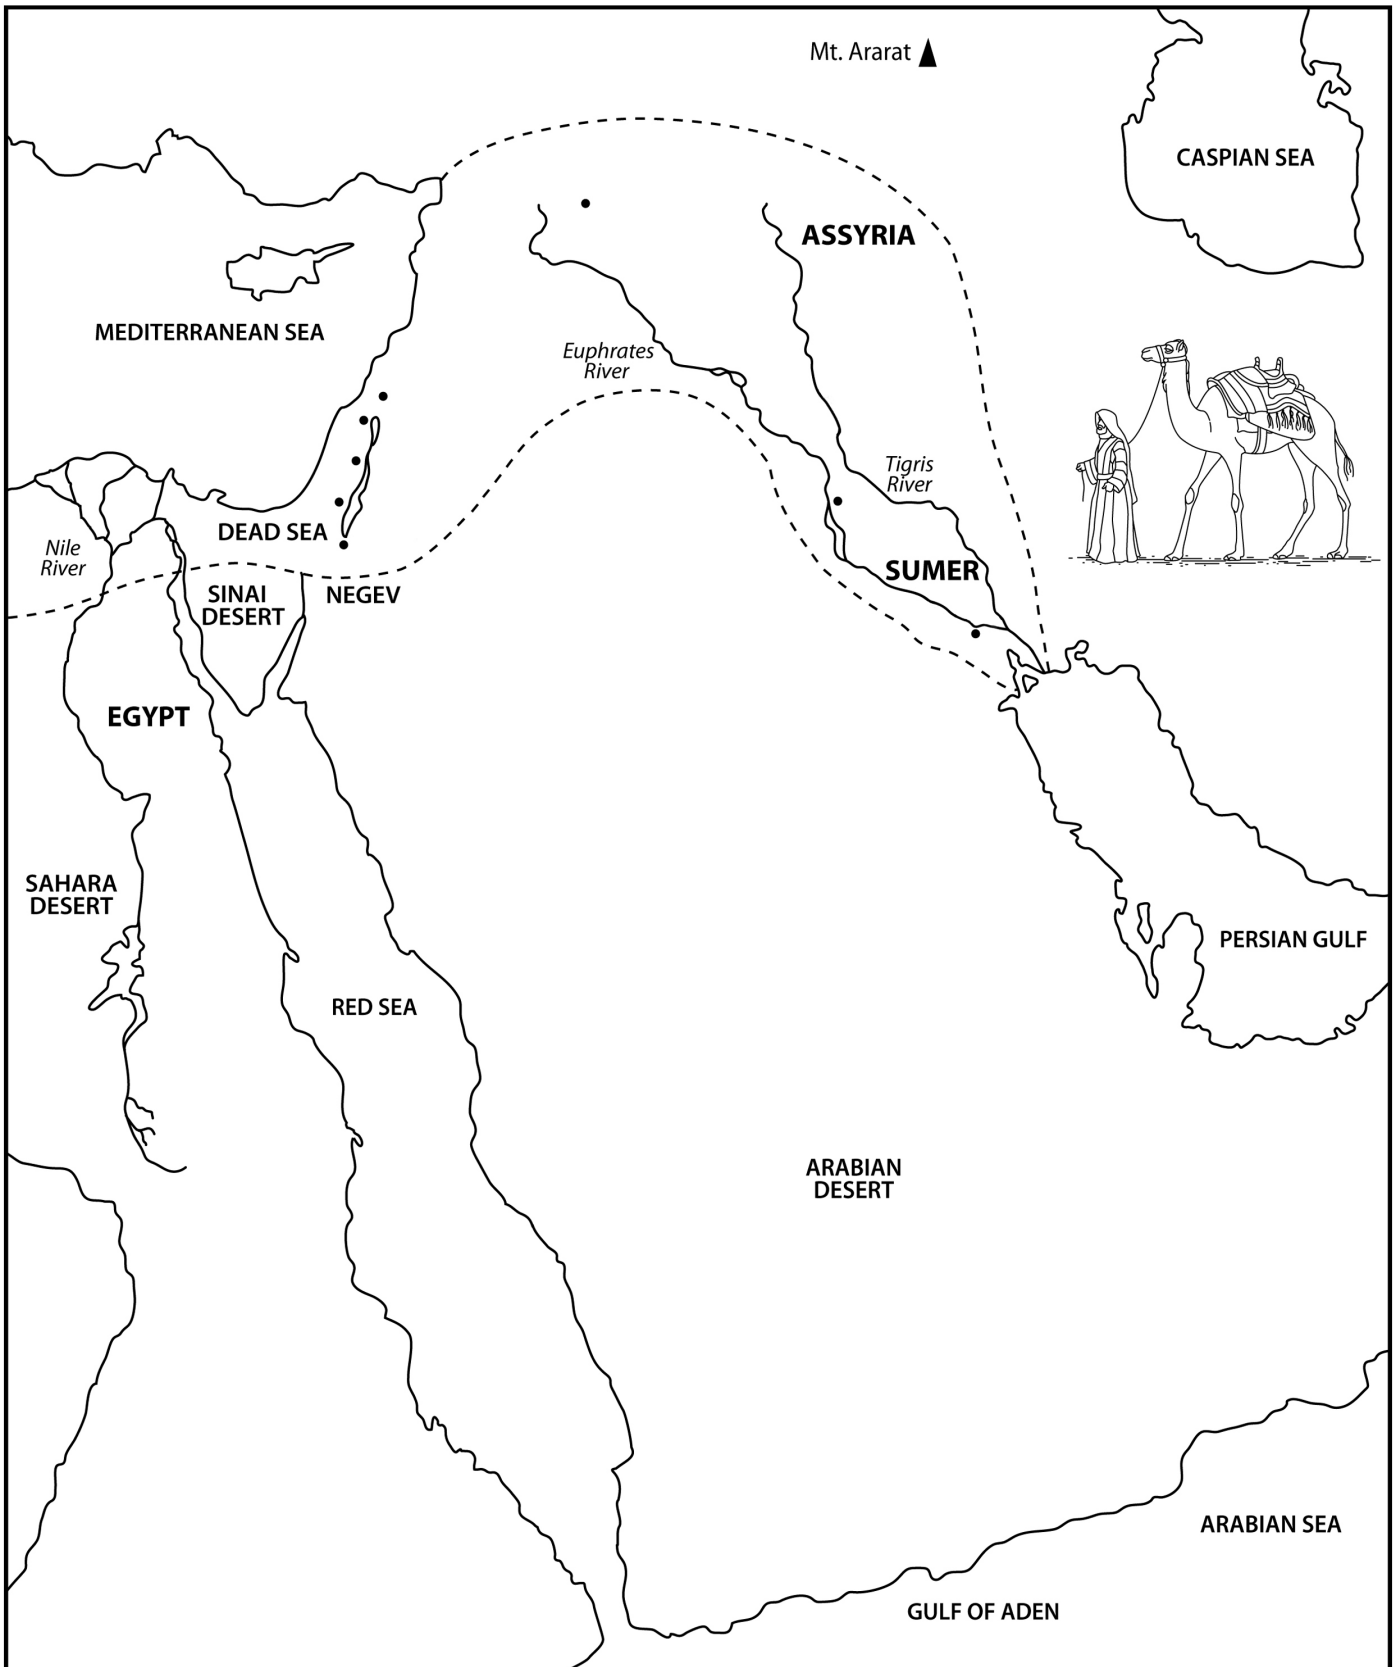 Mt. Ararat
CASPIAN SEA
ASSYRIA
MEDITERRANEAN SEA
Euphrates
River
Tigris
River
DEAD SEA
Nile
River
SINAI
DESERT
NEGEV
SUMER
EGYPT
SAHARA
DESERT
PERSIAN GULF
RED SEA
ARABIAN
DESERT
ARABIAN SEA
GULF OF ADEN